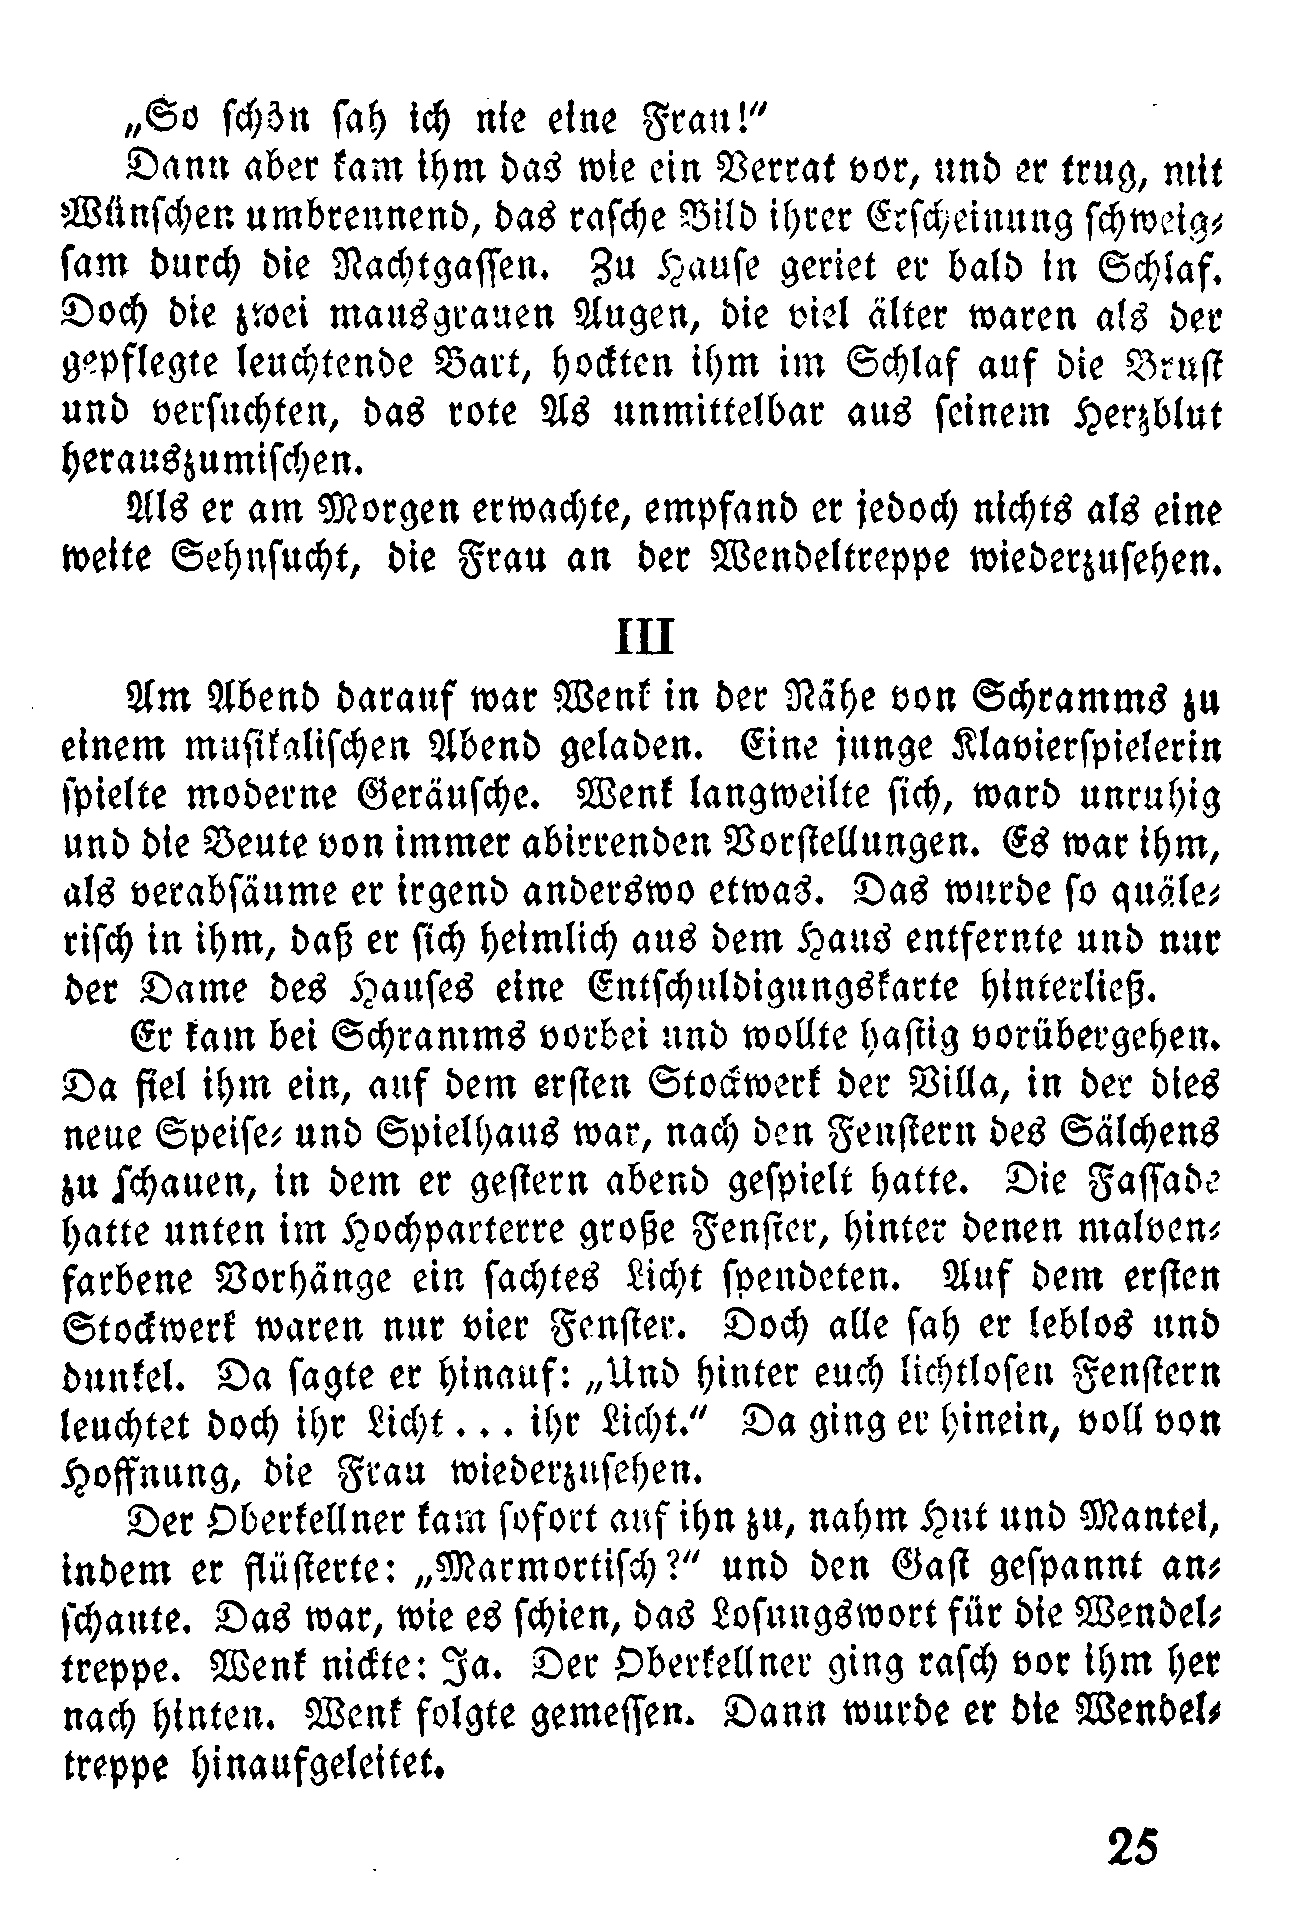 „So schön sah ich nie eine Frau!“
Dann aber kam ihm das wie ein Verrat vor, und er trug, mit
Wünschen umbrennend, das rasche Bild ihrer Erscheinung schweig-
sam durch die Nachtgassen. Zu Hause geriet er bald in Schlaf.
Doch die zwei mausgrauen Augen, die viel älter waren als der
gepflegte leuchtende Bart, hockten ihm im Schlaf auf die Brust
und versuchten, das rote As unmittelbar aus seinem Herzblut
herauszumischen.
Als er am Morgen erwachte, empfand er jedoch nichts als eine
weite Sehnsucht, die Frau an der Wendeltreppe wiederzusehen.
III
Am Abend darauf war Wenk in der Nähe von Schramms zu
einem musikalischen Abend geladen. Eine junge Klavierspielerin
spielte moderne Geräusche. Wenk langweilte sich, ward unruhig
und die Beute von immer abirrenden Vorstellungen. Es war ihm,
als verabsäume er irgend anderswo etwas. Das wurde so quäle-
risch in ihm, daß er sich heimlich aus dem Haus entfernte und nur
der Dame des Hauses eine Entschuldigungskarte hinterließ.
Er kam bei Schramms vorbei und wollte hastig vorübergehen.
Da fiel ihm ein, auf dem ersten Stockwerk der Villa, in der dies
neue Speise- und Spielhaus war, nach den Fenstern des Sälchens
zu schauen, in dem er gestern abend gespielt hatte. Die Fassade
hatte unten im Hochparterre große Fenster, hinter denen malven-
farbene Vorhänge ein sachtes Licht spendeten. Auf dem ersten
Stockwerk waren nur vier Fenster. Doch alle sah er leblos und
dunkel. Da sagte er hinauf: „Und hinter euch lichtlosen Fenstern
leuchtet doch ihr Licht... ihr Licht.“ Da ging er hinein, voll von
Hoffnung, die Frau wiederzusehen.
Der Oberkellner kam sofort auf ihn zu, nahm Hut und Mantel,
indem er flüsterte: „Marmortisch?“ und den Gast gespannt an-
schaute. Das war, wie es schien, das Losungswort für die Wendel-
treppe. Wenk nickte: Ja. Der Oberkellner ging rasch vor ihm her
nach hinten. Wenk folgte gemessen. Dann wurde er die Wendel-
treppe hinaufgeleitet.
25